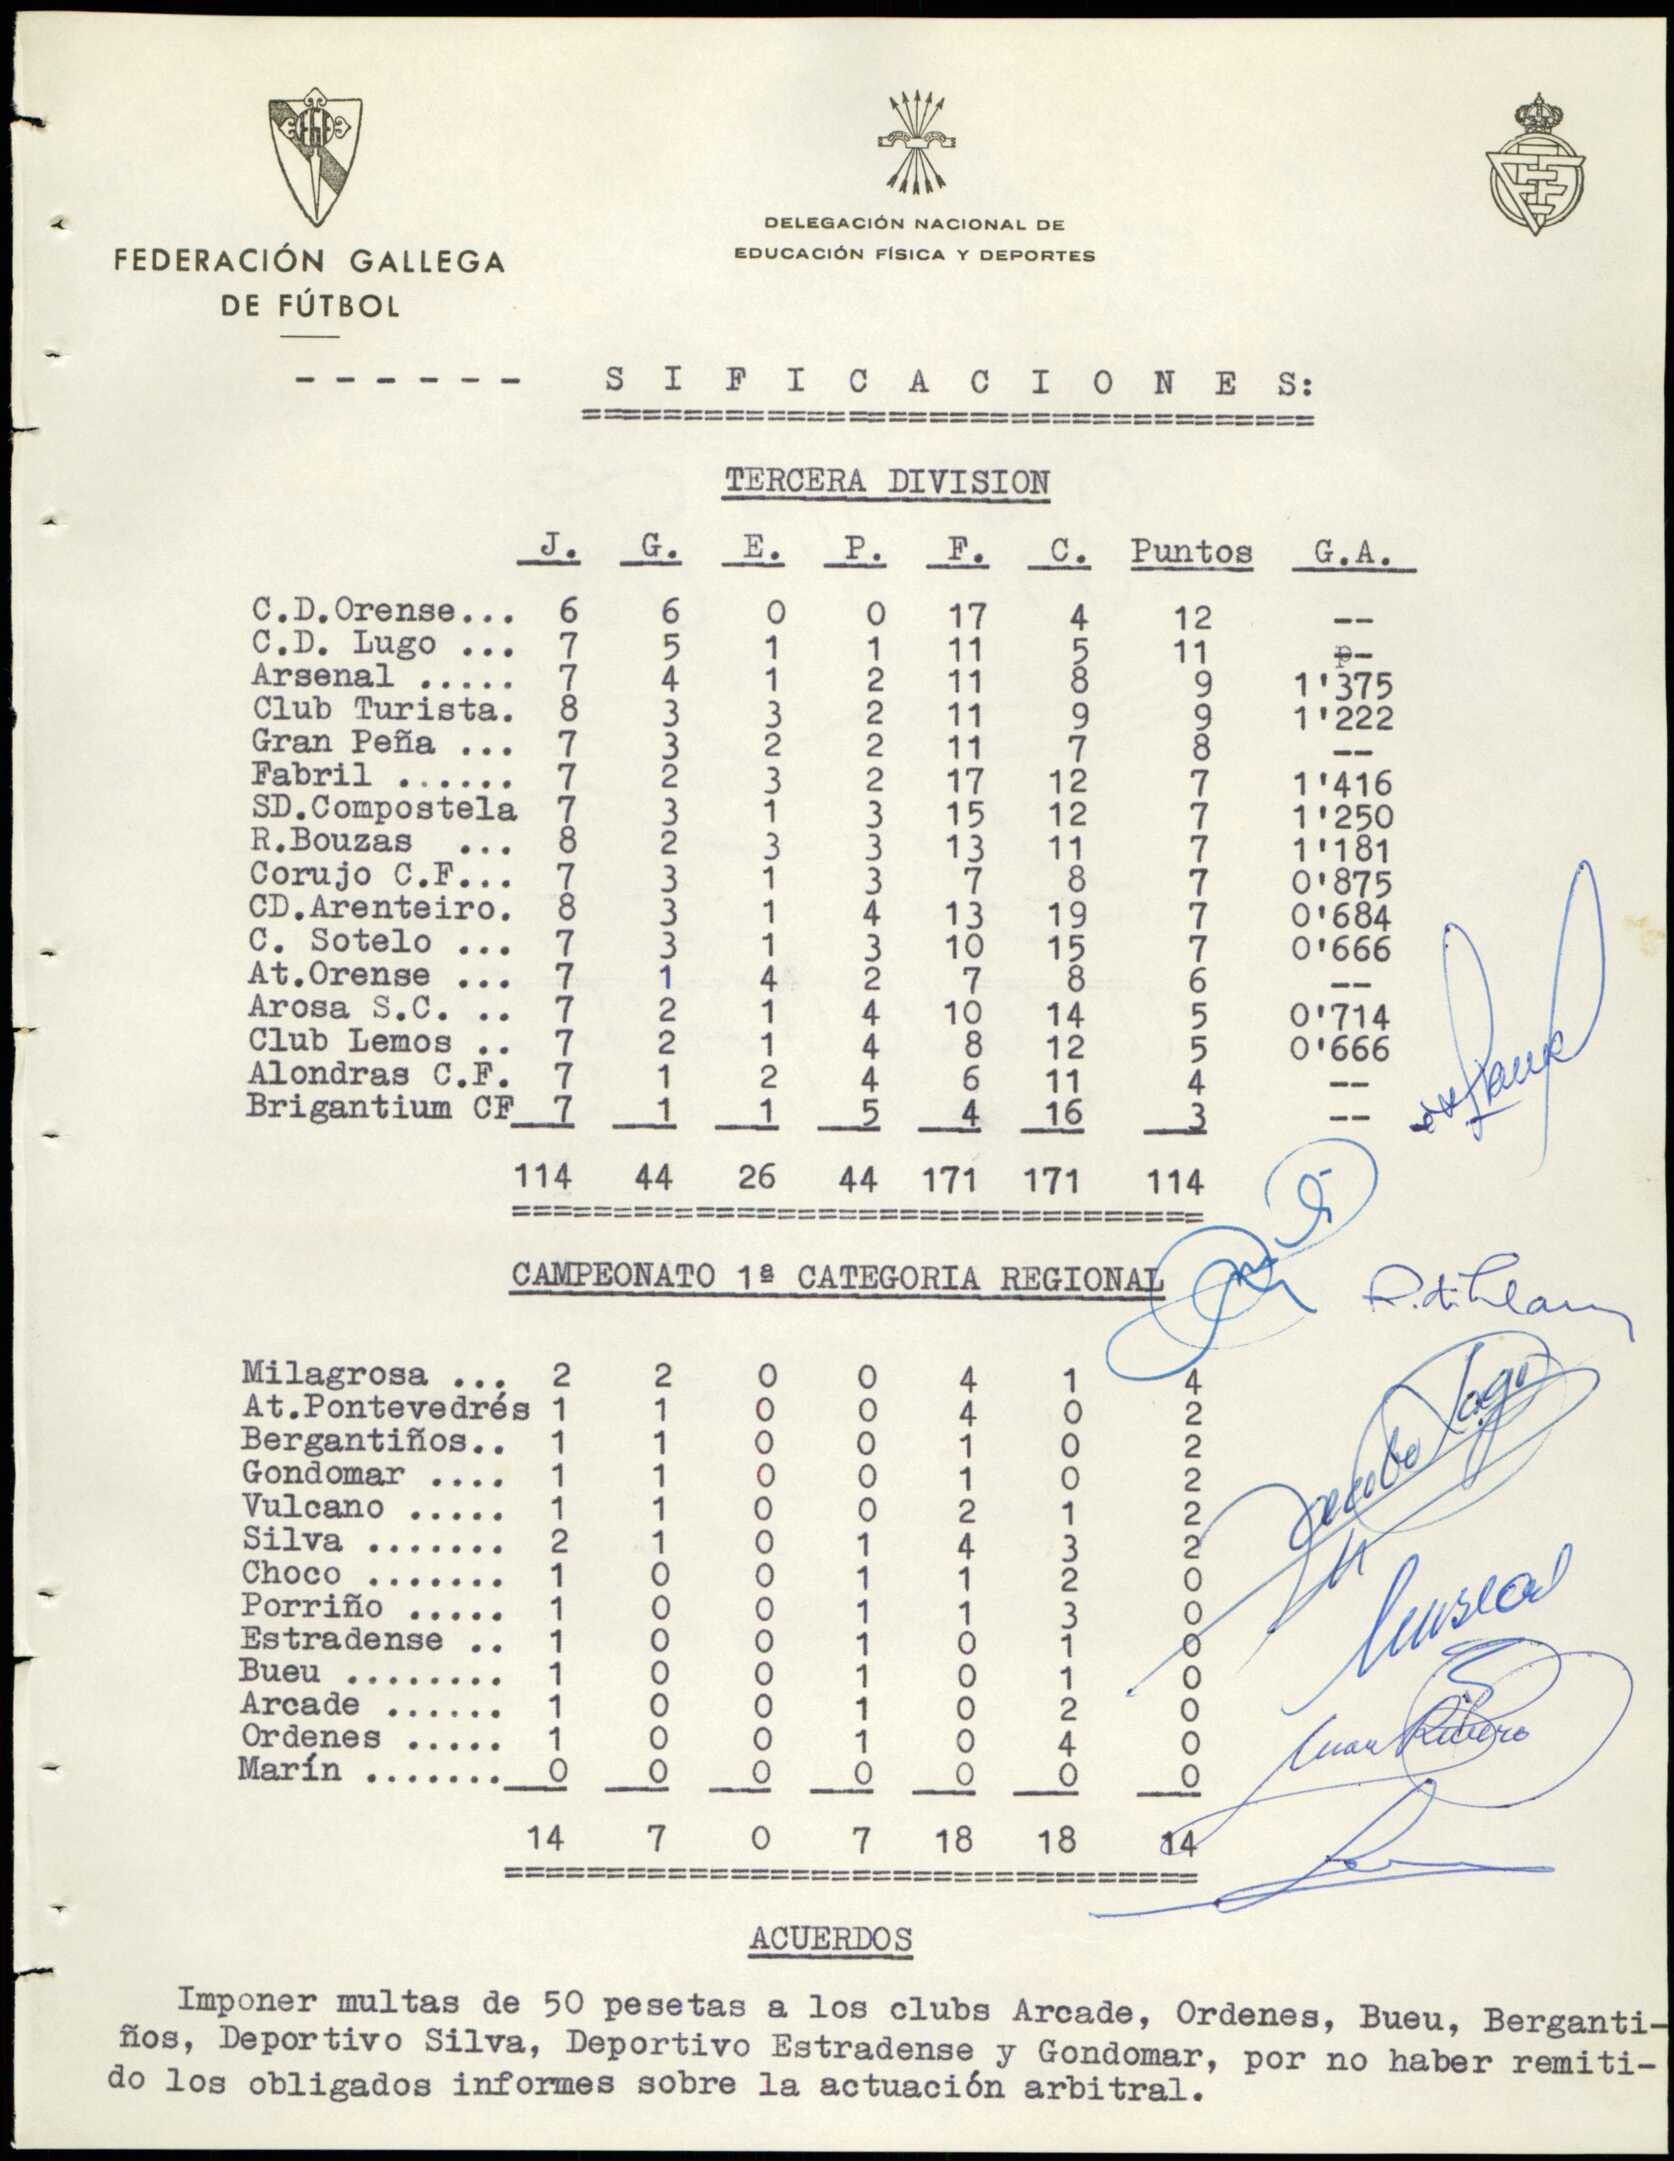 FEDERACIÓN GALLEGA
DE FÚTBOL
DELEGACIÓN NACIONAL DE
EDUCACIÓN FÍSICA Y DEPORTES
- - - - - - S I F I C A C I O N E S:
TERCERA DIVISION
J. G. E. P. F. C. Puntos G.A.
C.D.Orense... 6 6 0 0 17 4 12 --
C.D. Lugo ... 7 5 1 1 11 5 11 --
Arsenal ..... 7 4 1 2 11 8 9 1'375
Club Turista. 8 3 3 2 11 9 9 1'222
Gran Peña ... 7 3 2 2 11 7 8 --
Fabril ...... 7 2 3 2 17 12 7 1'416
SD.Compostela 7 3 1 3 15 12 7 1'250
R.Bouzas ... 8 2 3 3 13 11 7 1'181
Corujo C.F... 7 3 1 3 7 8 7 0'875
CD.Arenteiro. 8 3 1 4 13 19 7 0'684
C. Sotelo ... 7 3 1 3 10 15 7 0'666
At.Orense ... 7 1 4 2 7 8 6 --
Arosa S.C. .. 7 2 1 4 10 14 5 0'714
Club Lemos .. 7 2 1 4 8 12 5 0'666
Alondras C.F. 7 1 2 4 6 11 4 --
Brigantium CF 7 1 1 5 4 16 3 --
114 44 26 44 171 171 114
CAMPEONATO 1ª CATEGORIA REGIONAL
Milagrosa ... 2 2 0 0 4 1 4
At.Pontevedrés 1 1 0 0 4 0 2
Bergantiños.. 1 1 0 0 1 0 2
Gondomar .... 1 1 0 0 1 0 2
Vulcano ..... 1 1 0 0 2 1 2
Silva ....... 2 1 0 1 4 3 2
Choco ....... 1 0 0 1 1 2 0
Porriño ..... 1 0 0 1 1 3 0
Estradense .. 1 0 0 1 0 1 0
Bueu ........ 1 0 0 1 0 1 0
Arcade ...... 1 0 0 1 0 2 0
Ordenes ..... 1 0 0 1 0 4 0
Marín ....... 0 0 0 0 0 0 0
14 7 0 7 18 18 14
Jacobo Lago
Juan Ribero
ACUERDOS
Imponer multas de 50 pesetas a los clubs Arcade, Ordenes, Bueu, Berganti-
ños, Deportivo Silva, Deportivo Estradense y Gondomar, por no haber remiti-
do los obligados informes sobre la actuación arbitral.